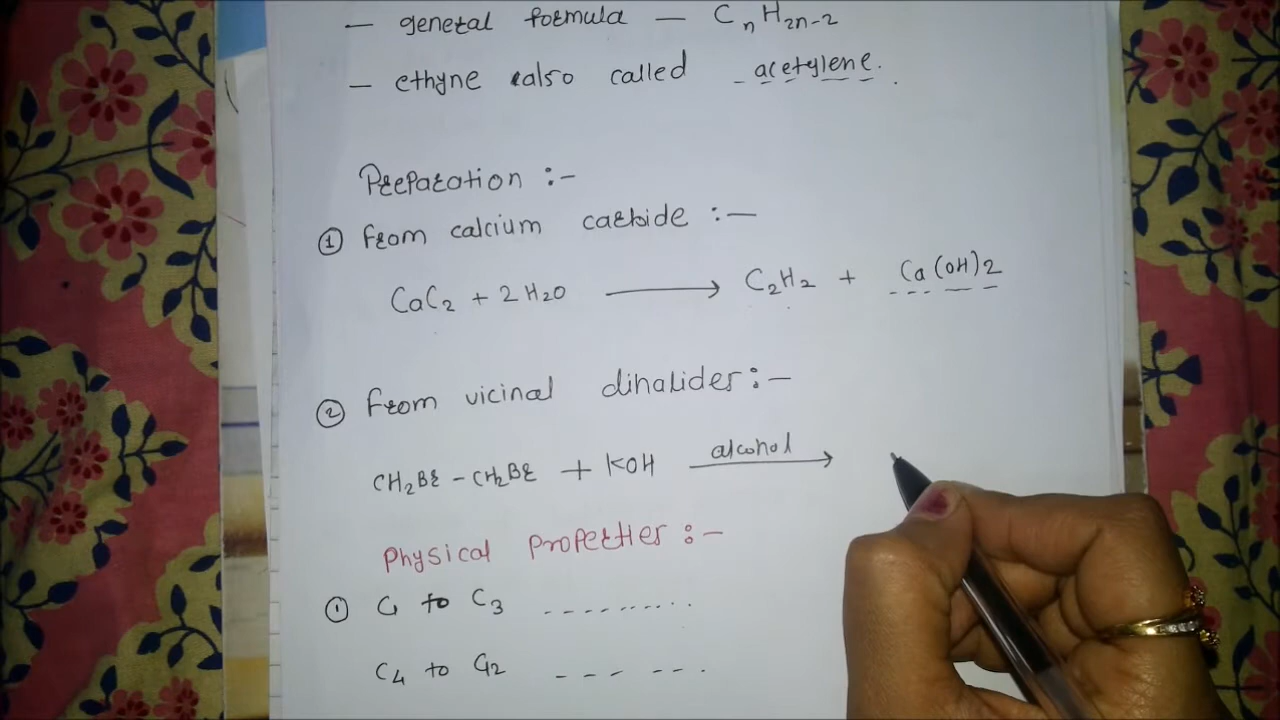 — general formula — CnH2n-2
— ethyne also called acetylene.
Preparation :-
① from calcium carbide :-
CaC2 + 2H2O ⟶ C2H2 + Ca(OH)2
② from vicinal dihalides :-
CH2Br - CH2Br + KOH alcohol ⟶
Physical Properties :-
① C1 to C3 ..........
C4 to C12 ----- .